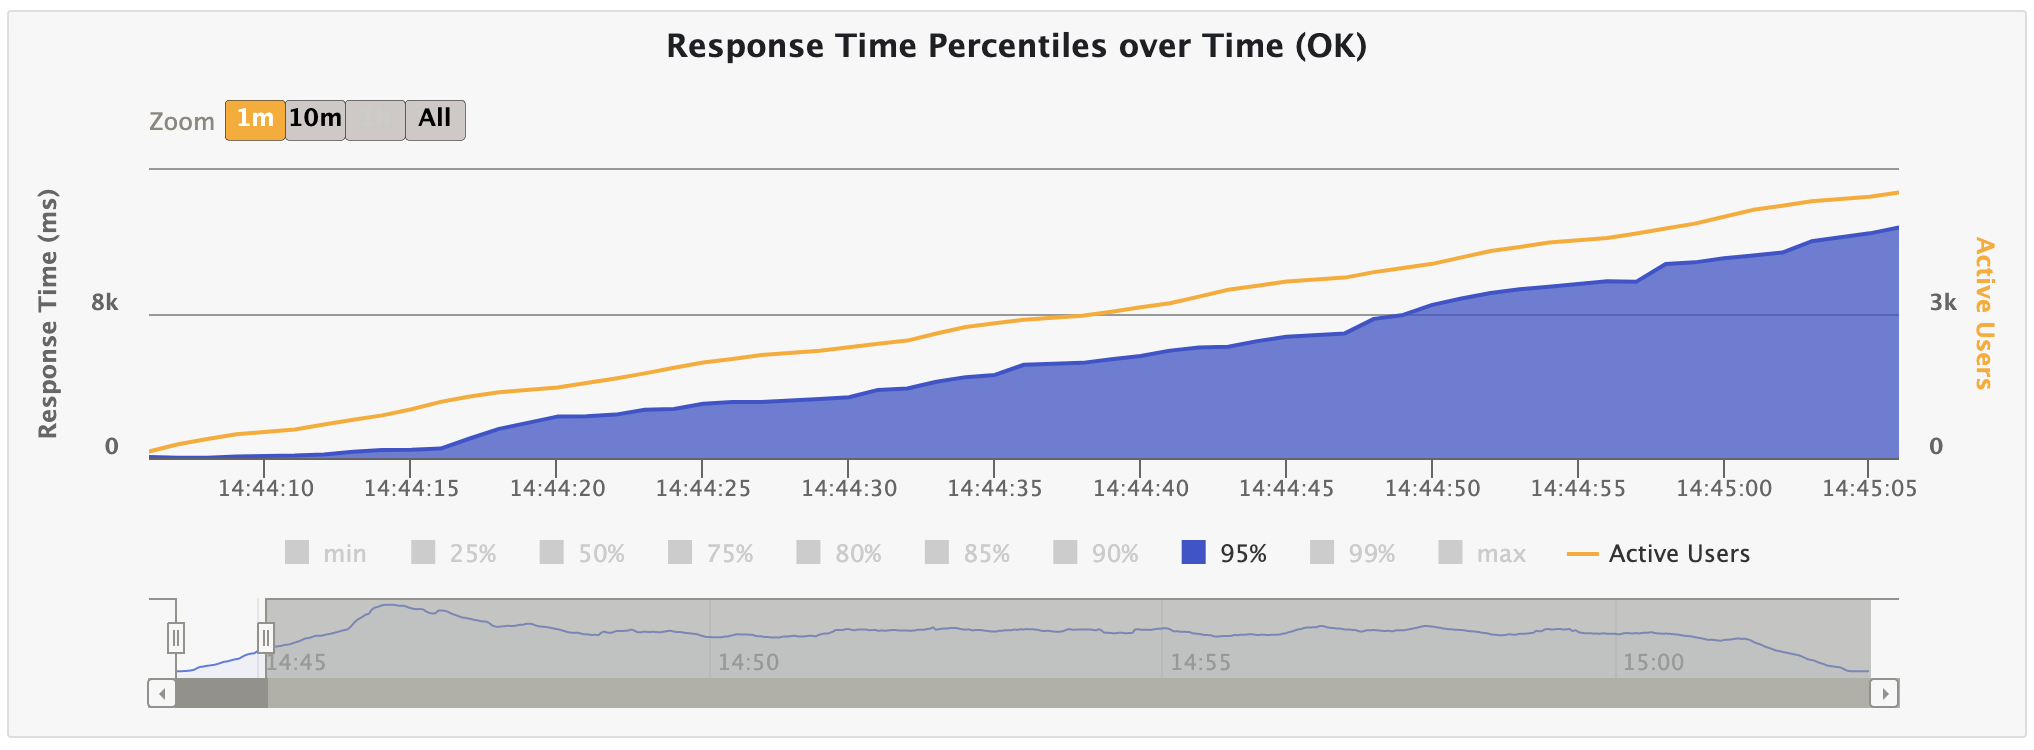 Response Time Percentiles over Time (OK)
Zoom 1m 10m 1h All
Response Time (ms)
8k
0
3k
0
Active Users
14:44:10 14:44:15 14:44:20 14:44:25 14:44:30 14:44:35 14:44:40 14:44:45 14:44:50 14:44:55 14:45:00 14:45:05
min 25% 50% 75% 80% 85% 90% 95% 99% max Active Users
14:45 14:50 14:55 15:00